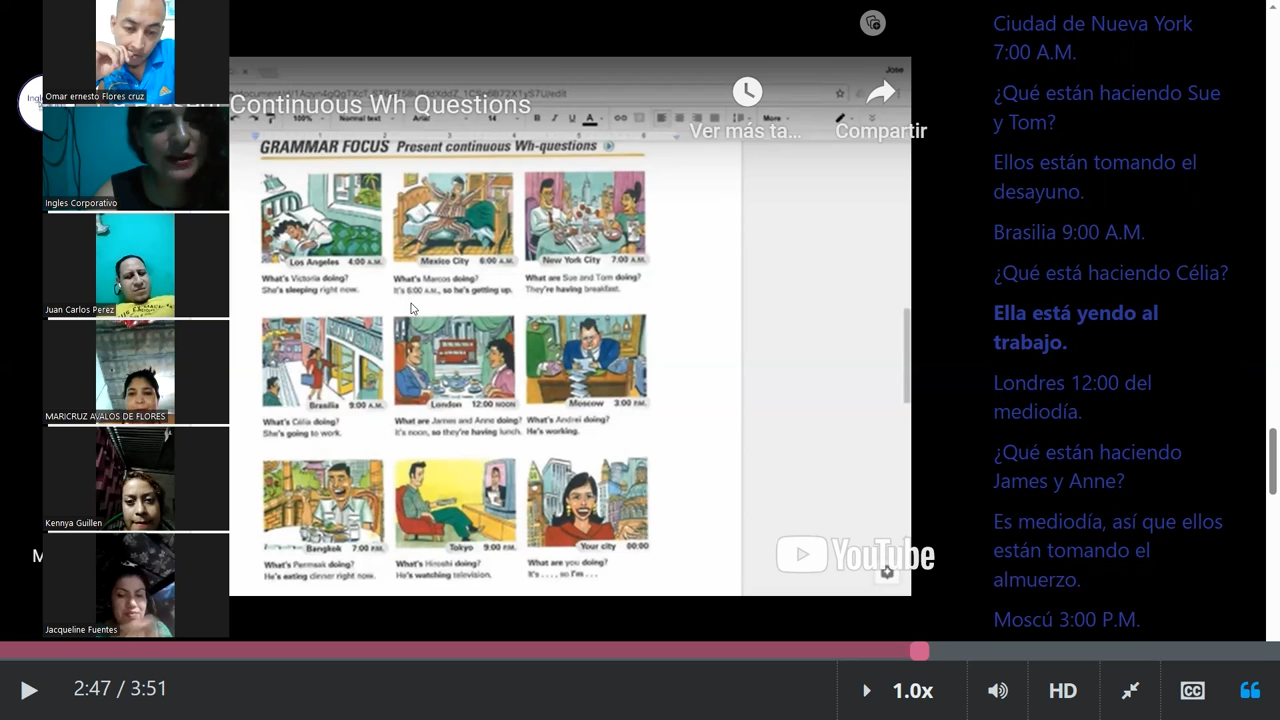 Omar ernesto Flores cruz
Ingles Corporativo
Juan Carlos Perez
MARICRUZ AVALOS DE FLORES
Kennya Guillen
Jacqueline Fuentes
Continuous Wh Questions
Jose
Ver más ta...
Compartir
100%
Normal text
Arial
14
More
GRAMMAR FOCUS Present continuous Wh-questions
Los Angeles 4:00 A.M.
What's Victoria doing?
She's sleeping right now.
Mexico City 6:00 A.M.
What's Marcos doing?
It's 6:00 A.M., so he's getting up.
New York City 7:00 A.M.
What are Sue and Tom doing?
They're having breakfast.
Brasilia 9:00 A.M.
What's Célia doing?
She's going to work.
London 12:00 NOON
What are James and Anne doing?
It's noon, so they're having lunch.
Moscow 3:00 P.M.
What's Andrei doing?
He's working.
Bangkok 7:00 P.M.
What's Permsak doing?
He's eating dinner right now.
Tokyo 9:00 P.M.
What's Hiroshi doing?
He's watching television.
Your city 00:00
What are you doing?
It's . . . , so I'm . . .
YouTube
Ciudad de Nueva York
7:00 A.M.
¿Qué están haciendo Sue
y Tom?
Ellos están tomando el
desayuno.
Brasilia 9:00 A.M.
¿Qué está haciendo Célia?
Ella está yendo al
trabajo.
Londres 12:00 del
mediodía.
¿Qué están haciendo
James y Anne?
Es mediodía, así que ellos
están tomando el
almuerzo.
Moscú 3:00 P.M.
2:47 / 3:51
1.0x
HD
CC